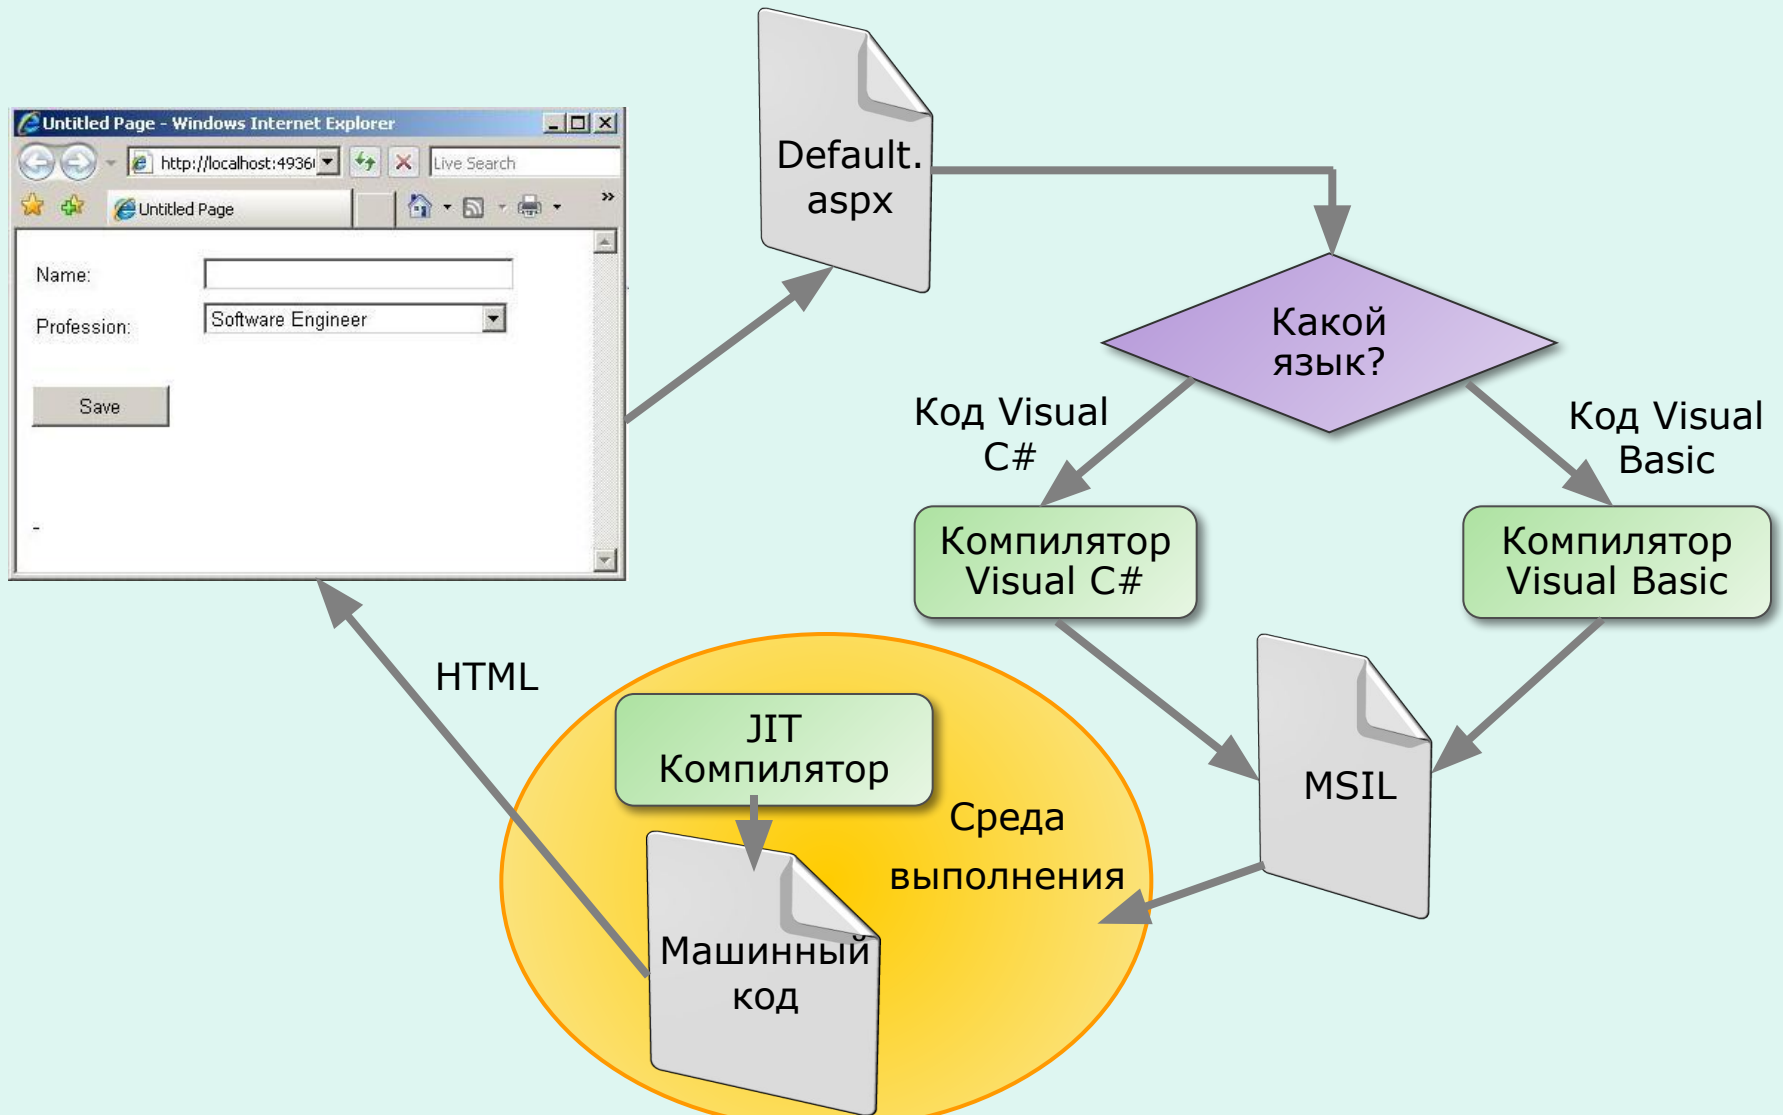 Untitled Page - Windows Internet Explorer
http://localhost:4936
Live Search
Untitled Page
»
Name:
Profession:
Software Engineer
Save
-
Default.
aspx
Какой
язык?
Код Visual
C#
Код Visual
Basic
Компилятор
Visual C#
Компилятор
Visual Basic
HTML
JIT
Компилятор
Среда
выполнения
MSIL
Машинный
код